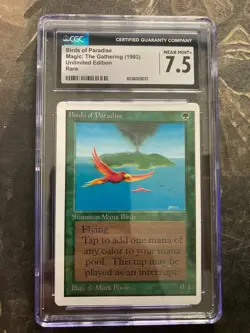 CGC
CERTIFIED GUARANTY COMPANY
Birds of Paradise
Magic: The Gathering (1993)
Unlimited Edition
Rare
NEAR MINT+
7.5
Birds of Paradise
Summon Mana Birds
Flying
Tap to add one mana of
any color to your mana
pool. This tap may be
played as an interrupt.
Illus. © Mark Poole
0/1